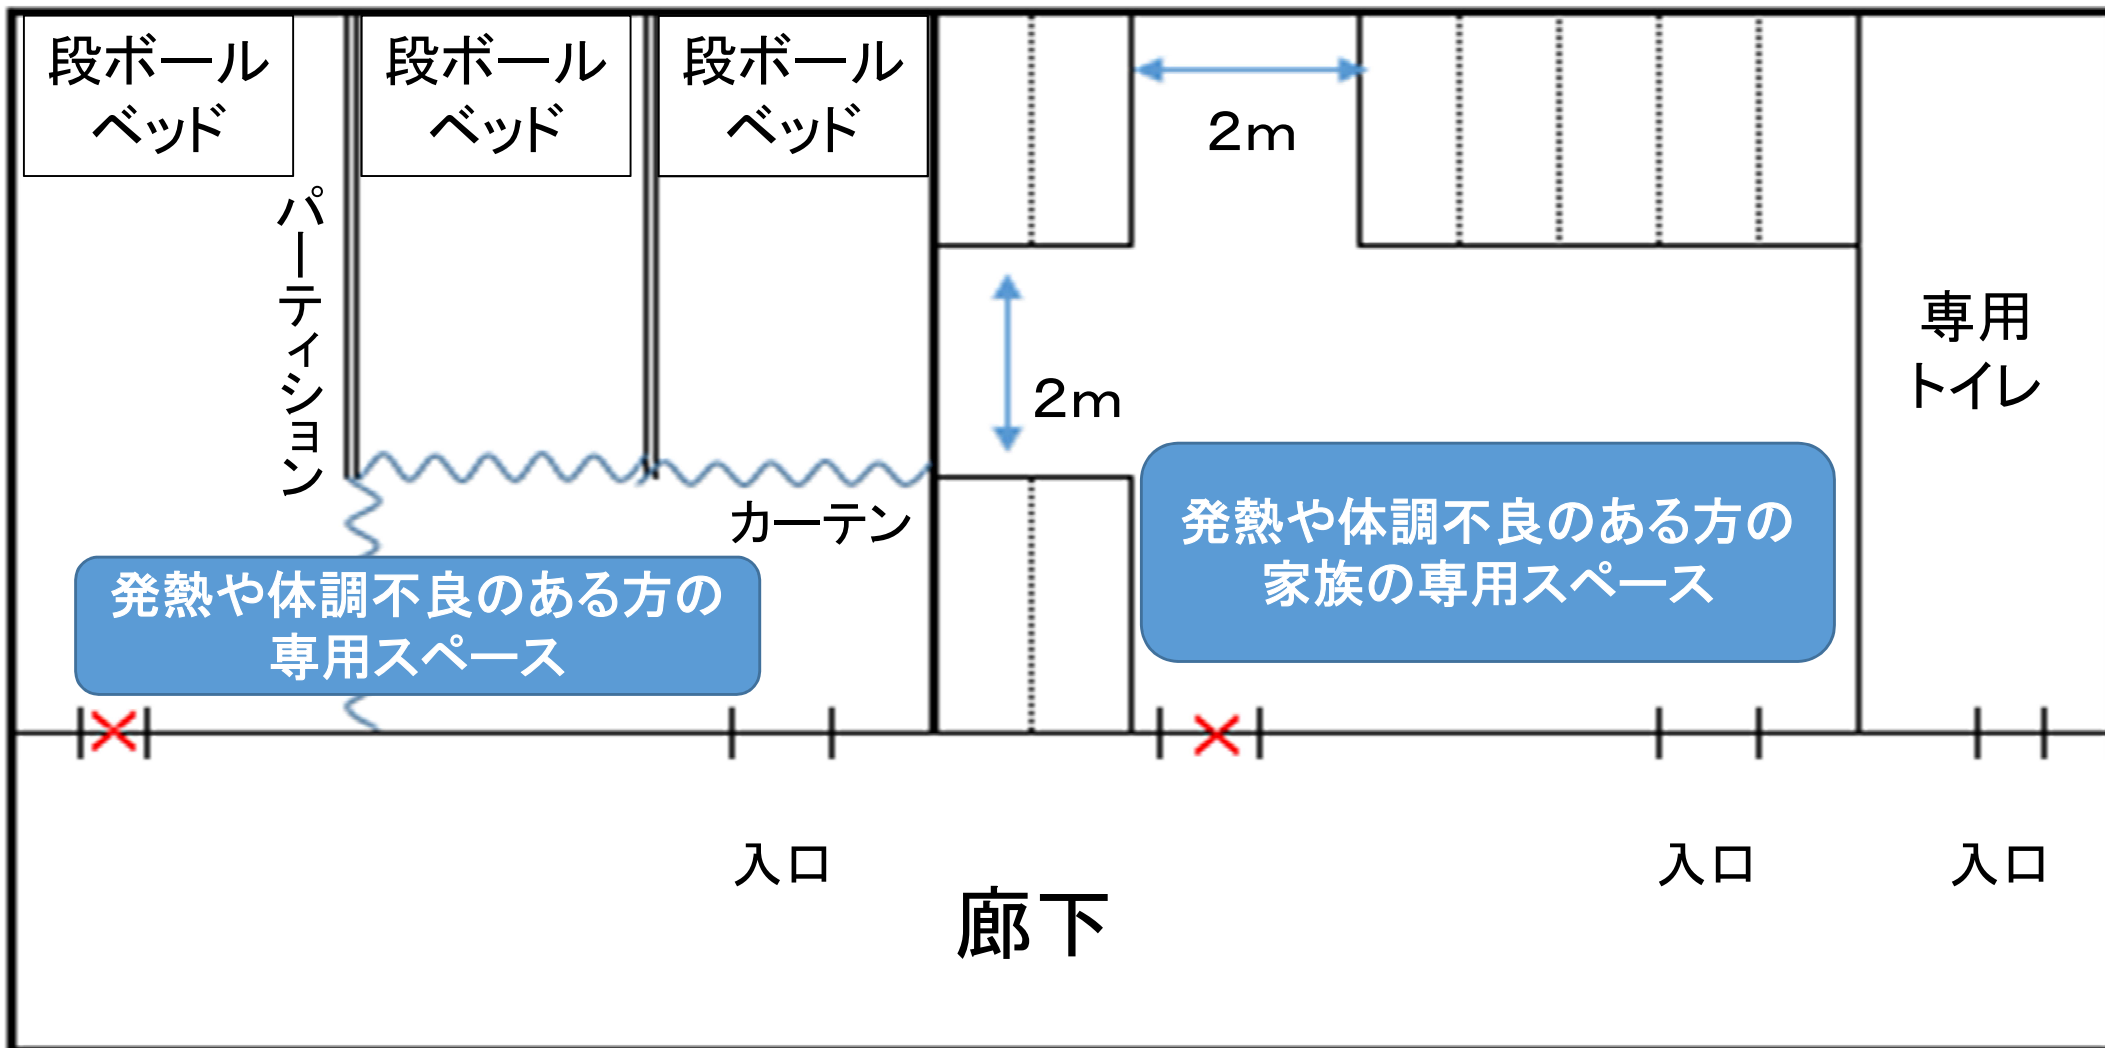 段ボール
ベッド
段ボール
ベッド
段ボール
ベッド
2m
パーティション
2m
専用
トイレ
カーテン
発熱や体調不良のある方の
専用スペース
発熱や体調不良のある方の
家族の専用スペース
入口
入口
入口
廊下